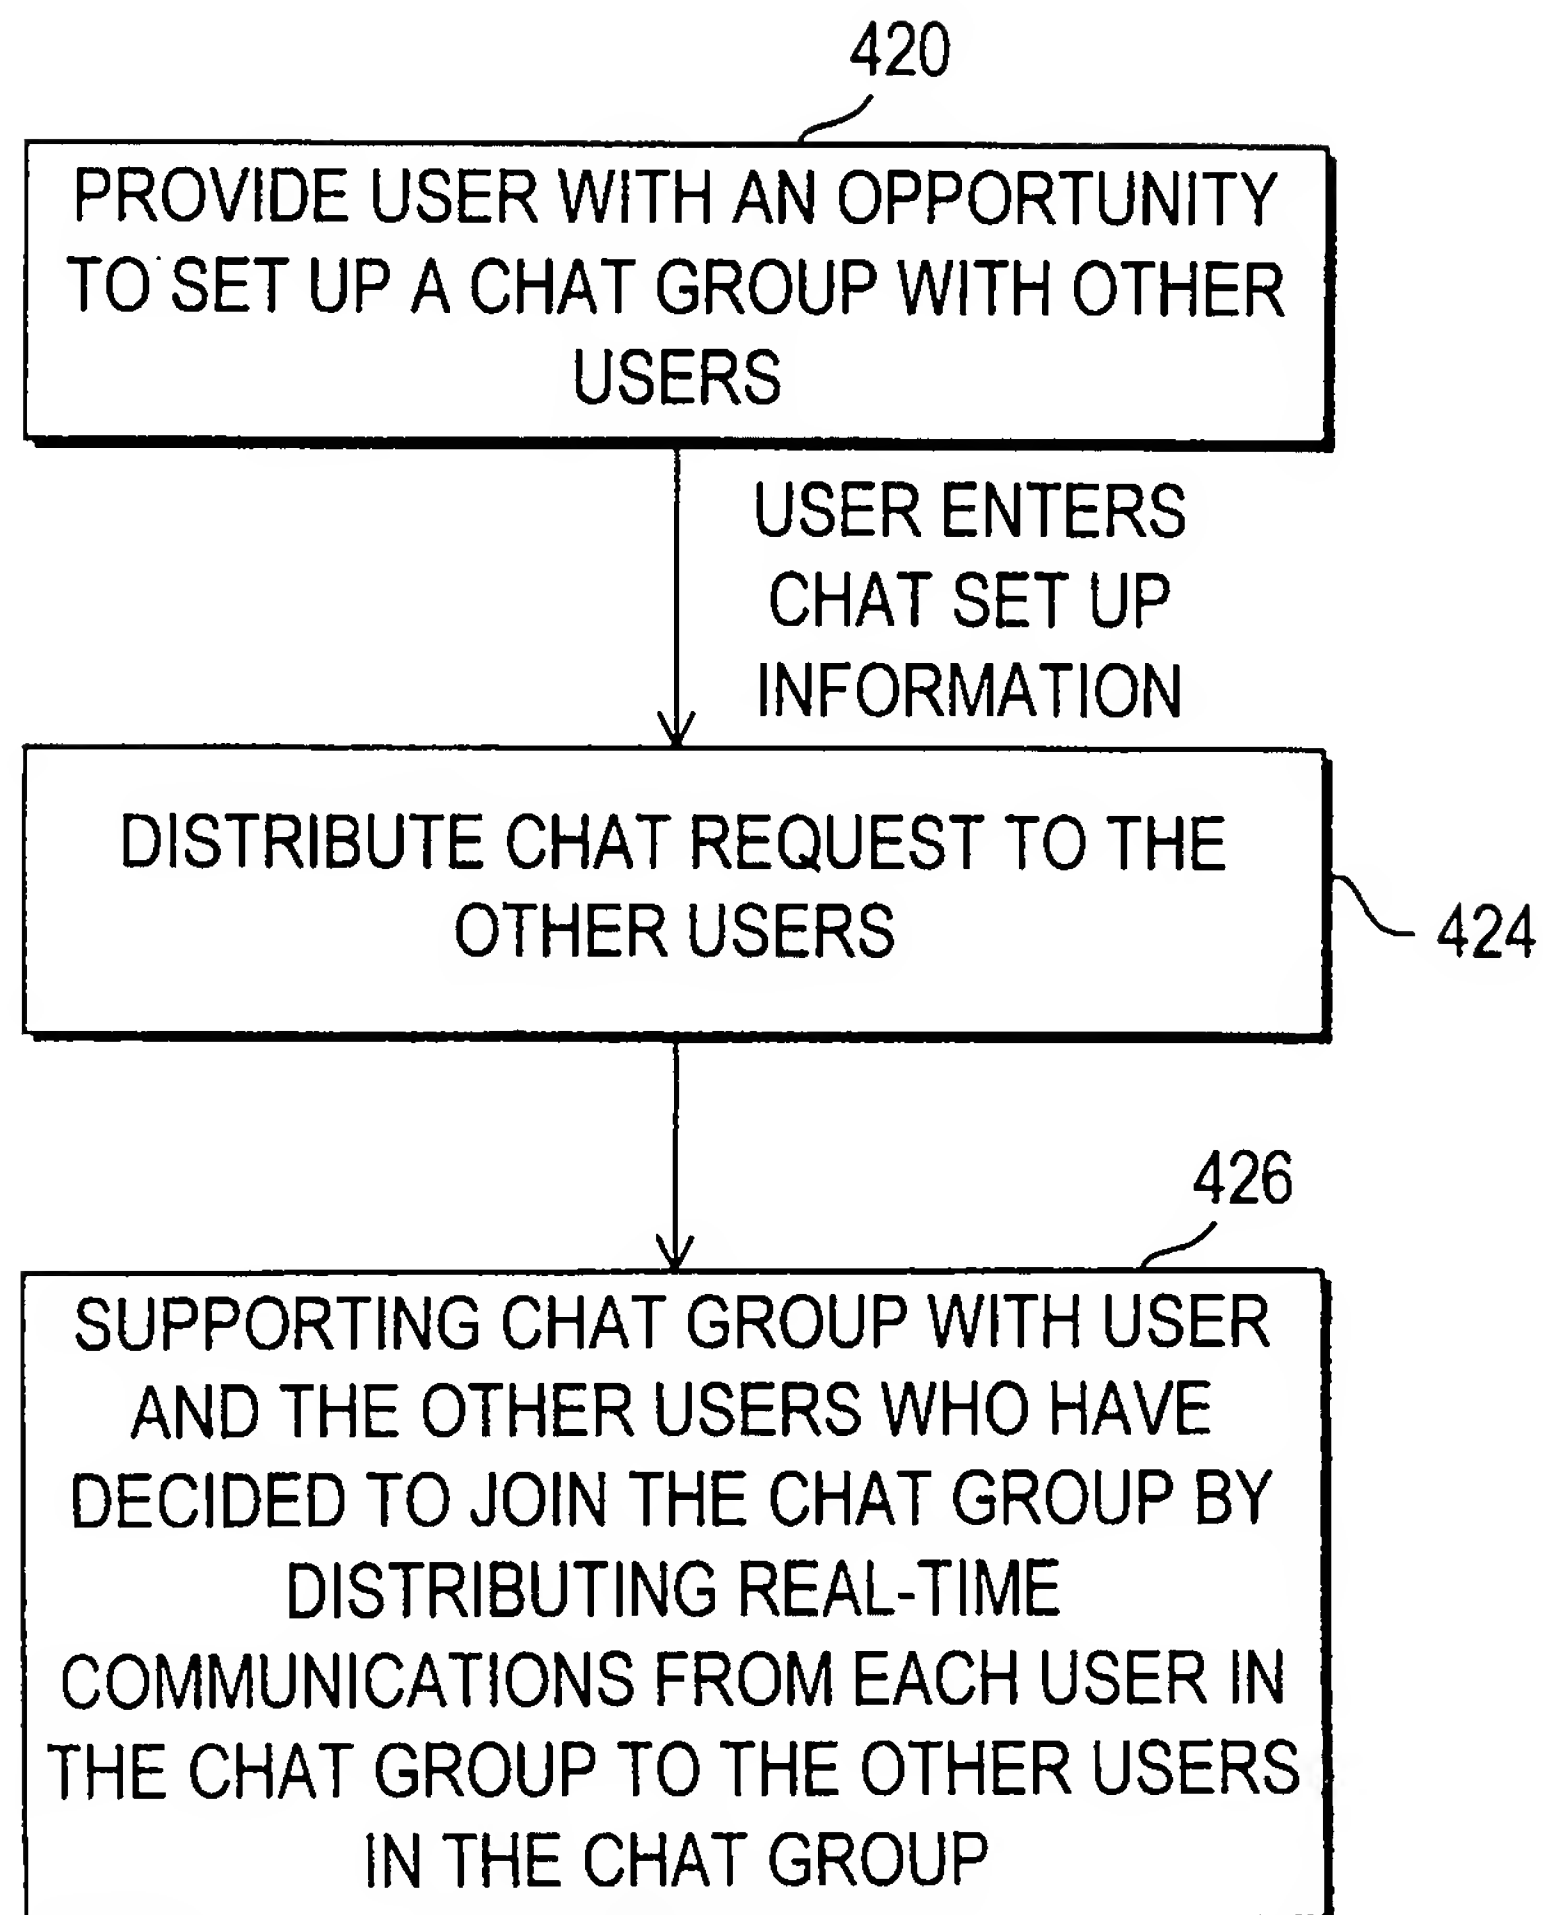 420
PROVIDE USER WITH AN OPPORTUNITY
TO SET UP A CHAT GROUP WITH OTHER
USERS
USER ENTERS
CHAT SET UP
INFORMATION
DISTRIBUTE CHAT REQUEST TO THE
OTHER USERS
424
426
SUPPORTING CHAT GROUP WITH USER
AND THE OTHER USERS WHO HAVE
DECIDED TO JOIN THE CHAT GROUP BY
DISTRIBUTING REAL-TIME
COMMUNICATIONS FROM EACH USER IN
THE CHAT GROUP TO THE OTHER USERS
IN THE CHAT GROUP